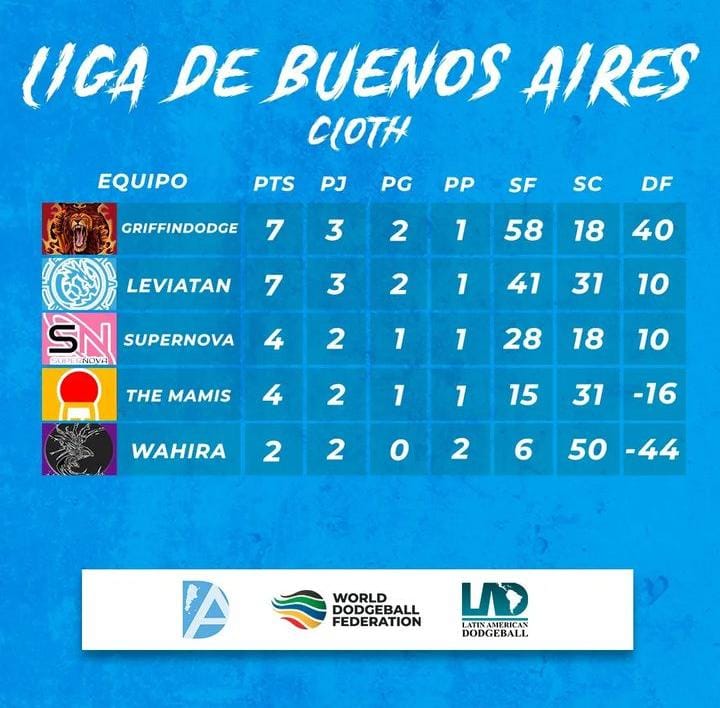 LIGA DE BUENOS AIRES
CLOTH
EQUIPO PTS PJ PG PP SF SC DF
GRIFFINDODGE 7 3 2 1 58 18 40
LEVIATAN 7 3 2 1 41 31 10
SN
SUPERNOVA
SUPERNOVA 4 2 1 1 28 18 10
THE MAMIS 4 2 1 1 15 31 -16
WAHIRA 2 2 0 2 6 50 -44
DA
WORLD
DODGEBALL
FEDERATION
LAD
LATIN AMERICAN
DODGEBALL